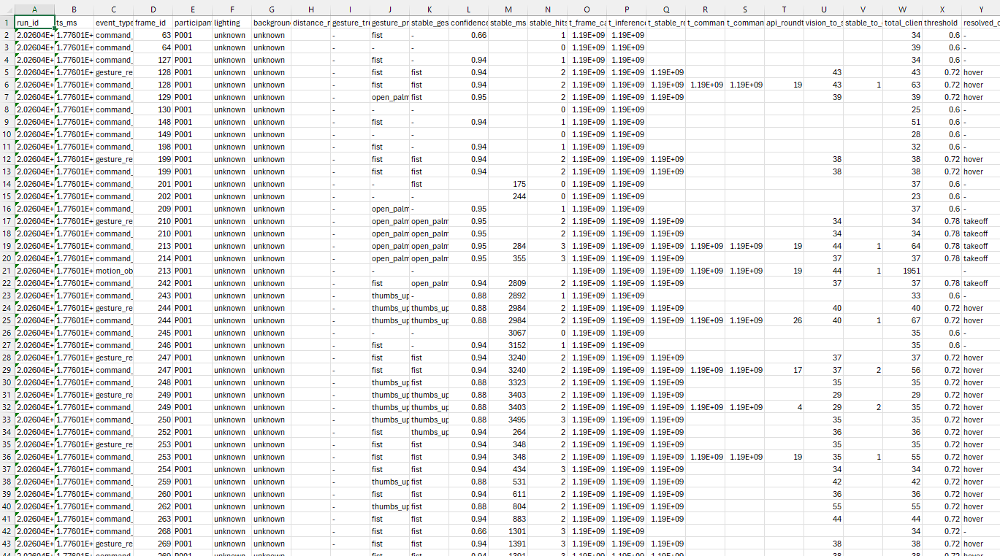 A B C D E F G H I J K L M N O P Q R S T U V W X Y
1 run_id ts_ms event_type frame_id participan lighting backgroun distance_r gesture_tr gesture_pr stable_ges confidence stable_ms stable_hits t_frame_ca t_inference t_stable_re t_comman t_comman api_roundt vision_to_s stable_to_ total_clien threshold resolved_c
2 2.02604E+ 1.77601E+ command_ 63 P001 unknown unknown - fist - 0.66 1 1.19E+09 1.19E+09 34 0.6 -
3 2.02604E+ 1.77601E+ command_ 64 P001 unknown unknown - - - 0 1.19E+09 1.19E+09 39 0.6 -
4 2.02604E+ 1.77601E+ command_ 127 P001 unknown unknown - fist - 0.94 1 1.19E+09 1.19E+09 34 0.6 -
5 2.02604E+ 1.77601E+ gesture_re 128 P001 unknown unknown - fist fist 0.94 2 1.19E+09 1.19E+09 1.19E+09 43 43 0.72 hover
6 2.02604E+ 1.77601E+ command_ 128 P001 unknown unknown - fist fist 0.94 2 1.19E+09 1.19E+09 1.19E+09 1.19E+09 1.19E+09 19 43 1 63 0.72 hover
7 2.02604E+ 1.77601E+ command_ 129 P001 unknown unknown - open_palm fist 0.95 2 1.19E+09 1.19E+09 1.19E+09 39 39 0.72 hover
8 2.02604E+ 1.77601E+ command_ 130 P001 unknown unknown - - - 0 1.19E+09 1.19E+09 25 0.6 -
9 2.02604E+ 1.77601E+ command_ 148 P001 unknown unknown - fist - 0.94 1 1.19E+09 1.19E+09 51 0.6 -
10 2.02604E+ 1.77601E+ command_ 149 P001 unknown unknown - - - 0 1.19E+09 1.19E+09 28 0.6 -
11 2.02604E+ 1.77601E+ command_ 198 P001 unknown unknown - fist - 0.94 1 1.19E+09 1.19E+09 32 0.6 -
12 2.02604E+ 1.77601E+ gesture_re 199 P001 unknown unknown - fist fist 0.94 2 1.19E+09 1.19E+09 1.19E+09 38 38 0.72 hover
13 2.02604E+ 1.77601E+ command_ 199 P001 unknown unknown - fist fist 0.94 2 1.19E+09 1.19E+09 1.19E+09 38 38 0.72 hover
14 2.02604E+ 1.77601E+ command_ 201 P001 unknown unknown - - fist 175 0 1.19E+09 1.19E+09 37 0.6 -
15 2.02604E+ 1.77601E+ command_ 202 P001 unknown unknown - - - 244 0 1.19E+09 1.19E+09 23 0.6 -
16 2.02604E+ 1.77601E+ command_ 209 P001 unknown unknown - open_palm - 0.95 1 1.19E+09 1.19E+09 37 0.6 -
17 2.02604E+ 1.77601E+ gesture_re 210 P001 unknown unknown - open_palm open_palm 0.95 2 1.19E+09 1.19E+09 1.19E+09 34 34 0.78 takeoff
18 2.02604E+ 1.77601E+ command_ 210 P001 unknown unknown - open_palm open_palm 0.95 2 1.19E+09 1.19E+09 1.19E+09 34 34 0.78 takeoff
19 2.02604E+ 1.77601E+ command_ 213 P001 unknown unknown - open_palm open_palm 0.95 284 3 1.19E+09 1.19E+09 1.19E+09 1.19E+09 1.19E+09 19 44 1 64 0.78 takeoff
20 2.02604E+ 1.77601E+ command_ 214 P001 unknown unknown - open_palm open_palm 0.95 355 3 1.19E+09 1.19E+09 1.19E+09 37 37 0.78 takeoff
21 2.02604E+ 1.77601E+ motion_ob 213 P001 unknown unknown - - - 1.19E+09 1.19E+09 1.19E+09 1.19E+09 1.19E+09 19 44 1 1951 -
22 2.02604E+ 1.77601E+ command_ 242 P001 unknown unknown - fist open_palm 0.94 2809 2 1.19E+09 1.19E+09 1.19E+09 37 37 0.78 takeoff
23 2.02604E+ 1.77601E+ command_ 243 P001 unknown unknown - thumbs_up - 0.88 2892 1 1.19E+09 1.19E+09 33 0.6 -
24 2.02604E+ 1.77601E+ gesture_re 244 P001 unknown unknown - thumbs_up thumbs_up 0.88 2984 2 1.19E+09 1.19E+09 1.19E+09 40 40 0.72 hover
25 2.02604E+ 1.77601E+ command_ 244 P001 unknown unknown - thumbs_up thumbs_up 0.88 2984 2 1.19E+09 1.19E+09 1.19E+09 1.19E+09 1.19E+09 26 40 1 67 0.72 hover
26 2.02604E+ 1.77601E+ command_ 245 P001 unknown unknown - - - 3067 0 1.19E+09 1.19E+09 35 0.6 -
27 2.02604E+ 1.77601E+ command_ 246 P001 unknown unknown - fist - 0.94 3152 1 1.19E+09 1.19E+09 35 0.6 -
28 2.02604E+ 1.77601E+ gesture_re 247 P001 unknown unknown - fist fist 0.94 3240 2 1.19E+09 1.19E+09 1.19E+09 37 37 0.72 hover
29 2.02604E+ 1.77601E+ command_ 247 P001 unknown unknown - fist fist 0.94 3240 2 1.19E+09 1.19E+09 1.19E+09 1.19E+09 1.19E+09 17 37 2 56 0.72 hover
30 2.02604E+ 1.77601E+ command_ 248 P001 unknown unknown - thumbs_up fist 0.88 3323 2 1.19E+09 1.19E+09 1.19E+09 35 35 0.72 hover
31 2.02604E+ 1.77601E+ gesture_re 249 P001 unknown unknown - thumbs_up thumbs_up 0.88 3403 2 1.19E+09 1.19E+09 1.19E+09 29 29 0.72 hover
32 2.02604E+ 1.77601E+ command_ 249 P001 unknown unknown - thumbs_up thumbs_up 0.88 3403 2 1.19E+09 1.19E+09 1.19E+09 1.19E+09 1.19E+09 4 29 2 35 0.72 hover
33 2.02604E+ 1.77601E+ command_ 250 P001 unknown unknown - thumbs_up thumbs_up 0.88 3495 3 1.19E+09 1.19E+09 1.19E+09 35 35 0.72 hover
34 2.02604E+ 1.77601E+ command_ 252 P001 unknown unknown - fist thumbs_up 0.94 264 2 1.19E+09 1.19E+09 1.19E+09 36 36 0.72 hover
35 2.02604E+ 1.77601E+ gesture_re 253 P001 unknown unknown - fist fist 0.94 348 2 1.19E+09 1.19E+09 1.19E+09 35 35 0.72 hover
36 2.02604E+ 1.77601E+ command_ 253 P001 unknown unknown - fist fist 0.94 348 2 1.19E+09 1.19E+09 1.19E+09 1.19E+09 1.19E+09 19 35 1 55 0.72 hover
37 2.02604E+ 1.77601E+ command_ 254 P001 unknown unknown - fist fist 0.94 434 3 1.19E+09 1.19E+09 1.19E+09 34 34 0.72 hover
38 2.02604E+ 1.77601E+ command_ 259 P001 unknown unknown - thumbs_up fist 0.88 531 2 1.19E+09 1.19E+09 1.19E+09 42 42 0.72 hover
39 2.02604E+ 1.77601E+ command_ 260 P001 unknown unknown - fist fist 0.94 611 2 1.19E+09 1.19E+09 1.19E+09 36 36 0.72 hover
40 2.02604E+ 1.77601E+ command_ 262 P001 unknown unknown - thumbs_up fist 0.88 804 2 1.19E+09 1.19E+09 1.19E+09 55 55 0.72 hover
41 2.02604E+ 1.77601E+ command_ 263 P001 unknown unknown - fist fist 0.94 883 2 1.19E+09 1.19E+09 1.19E+09 44 44 0.72 hover
42 2.02604E+ 1.77601E+ command_ 268 P001 unknown unknown - fist fist 0.66 1301 3 1.19E+09 1.19E+09 34 0.72 -
43 2.02604E+ 1.77601E+ gesture_re 269 P001 unknown unknown - fist fist 0.94 1391 3 1.19E+09 1.19E+09 1.19E+09 38 38 0.72 hover